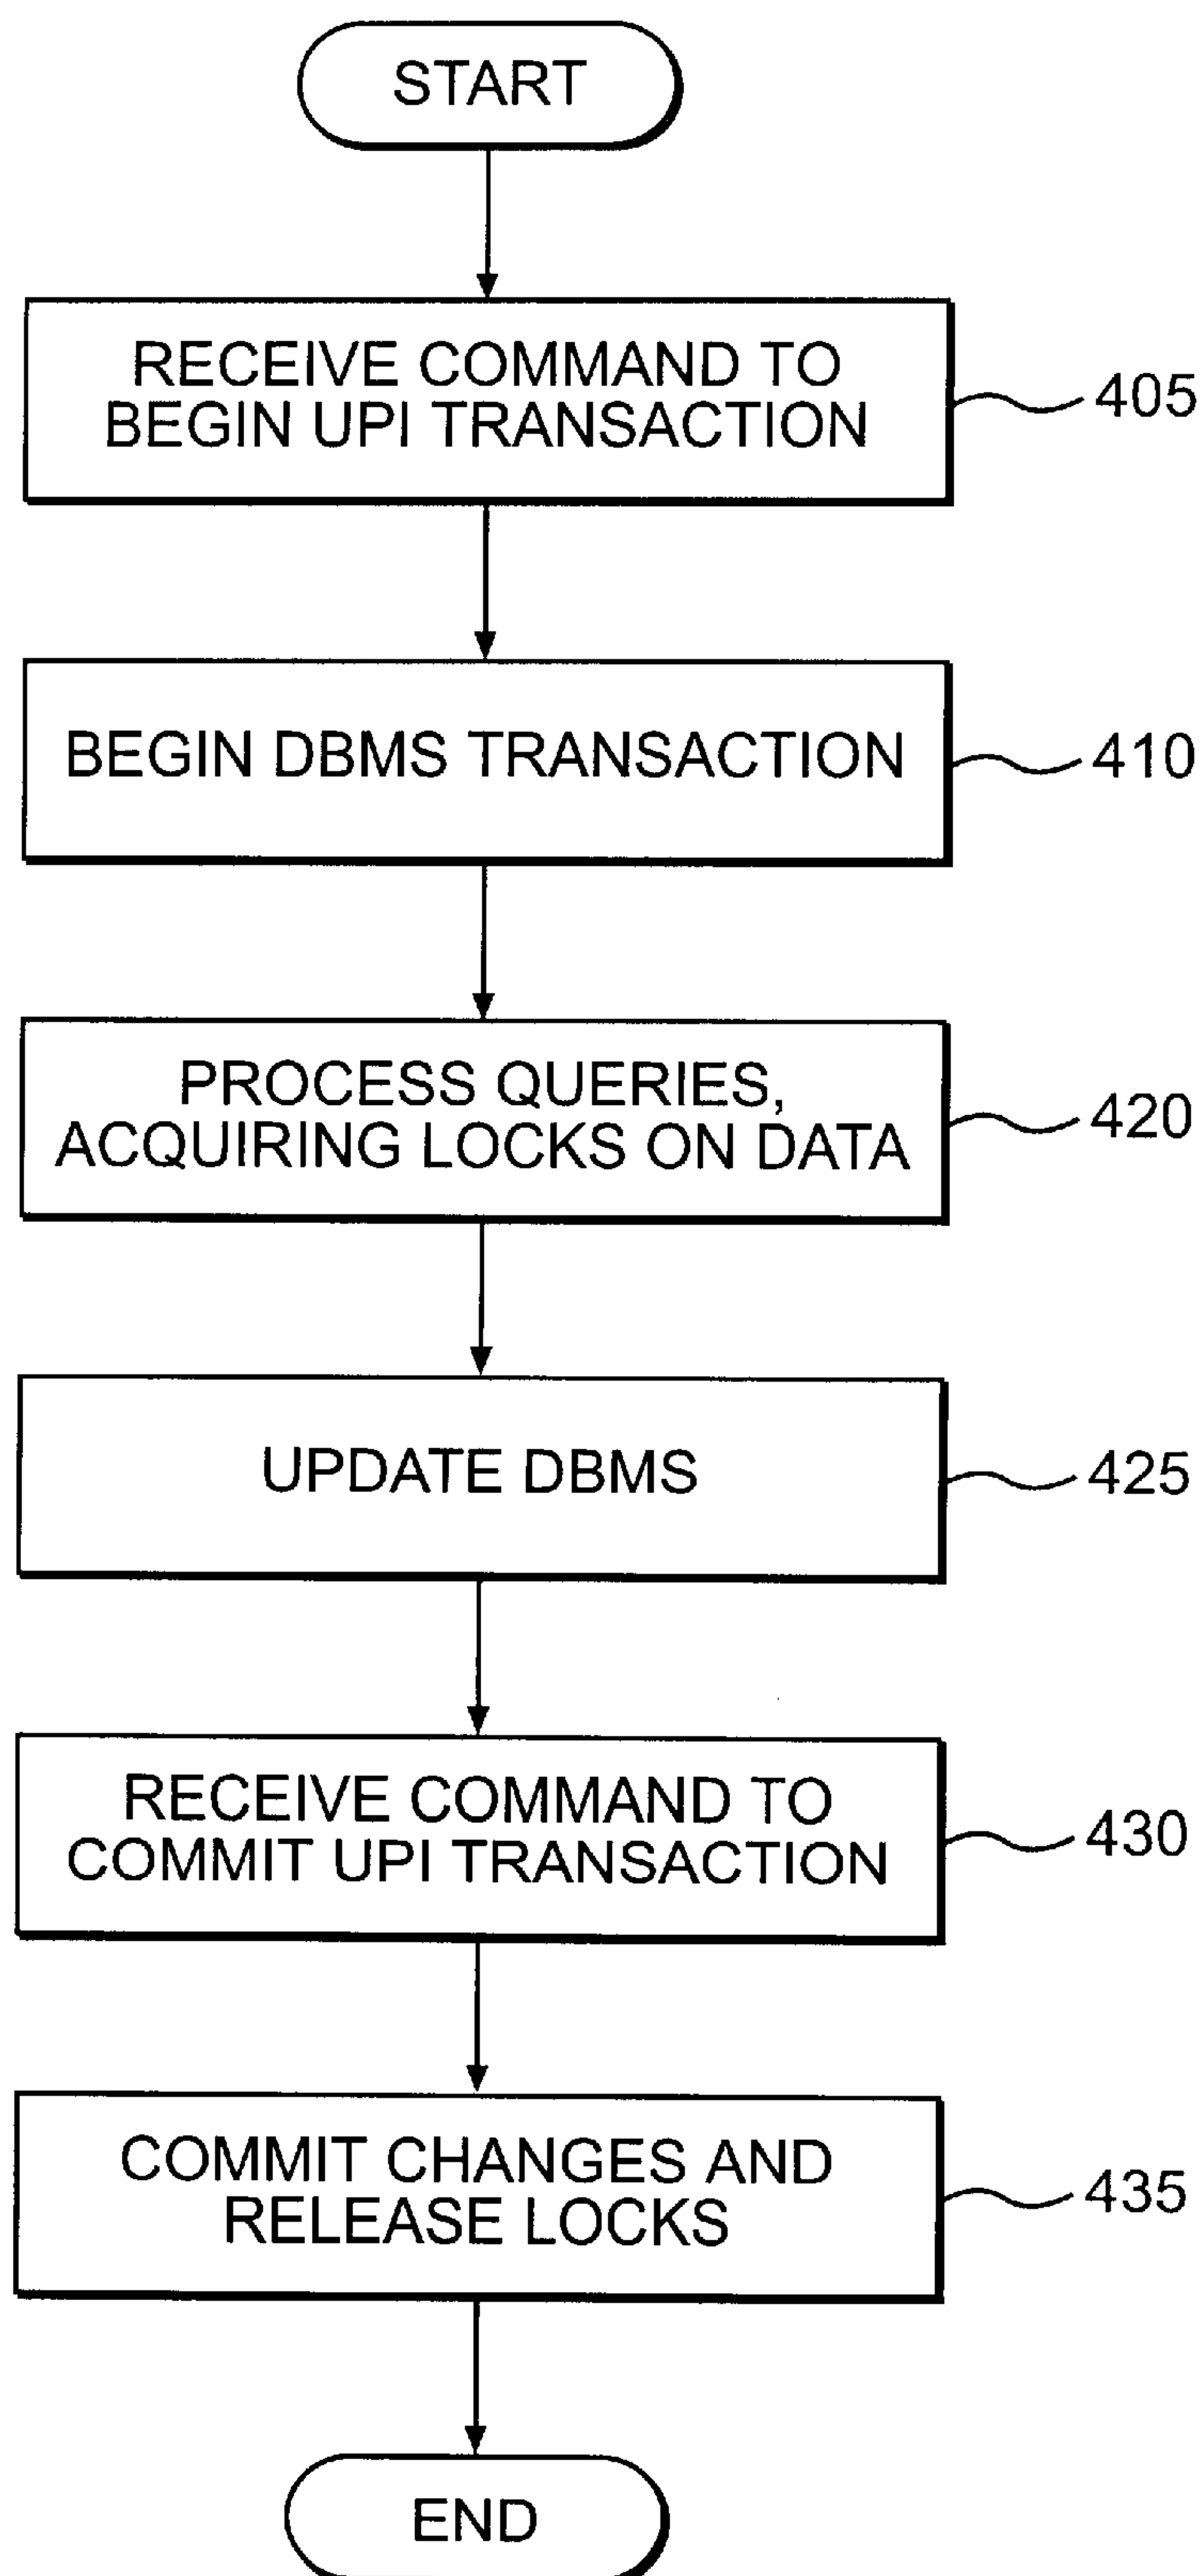 START
RECEIVE COMMAND TO
BEGIN UPI TRANSACTION
405
BEGIN DBMS TRANSACTION
410
PROCESS QUERIES,
ACQUIRING LOCKS ON DATA
420
UPDATE DBMS
425
RECEIVE COMMAND TO
COMMIT UPI TRANSACTION
430
COMMIT CHANGES AND
RELEASE LOCKS
435
END